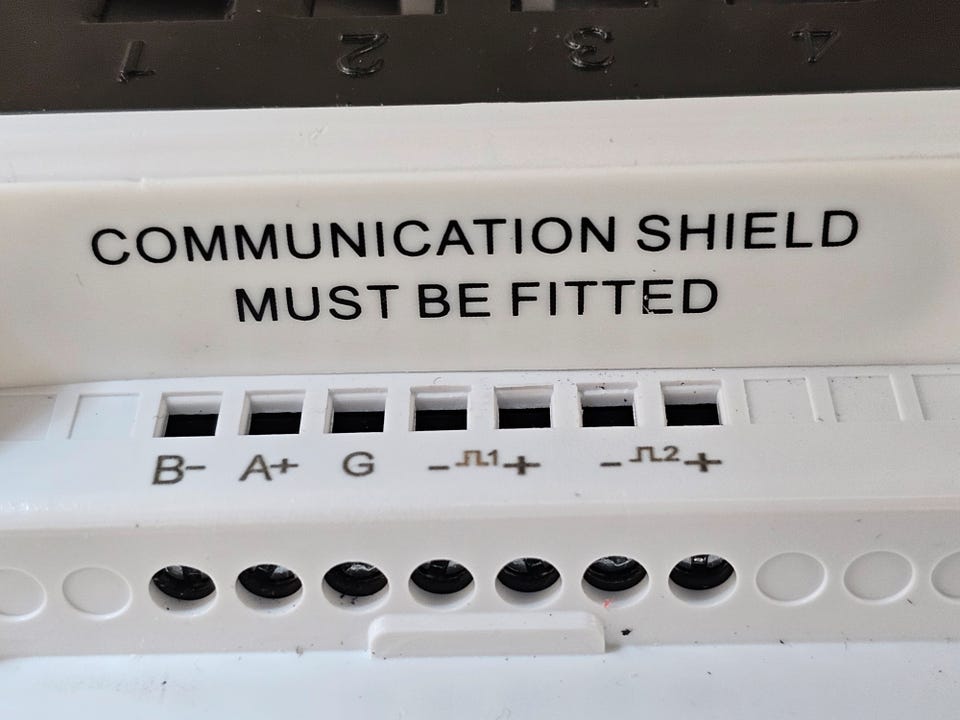 1 2 3 4
COMMUNICATION SHIELD
MUST BE FITTED
B- A+ G -⎍1+ -⎍2+